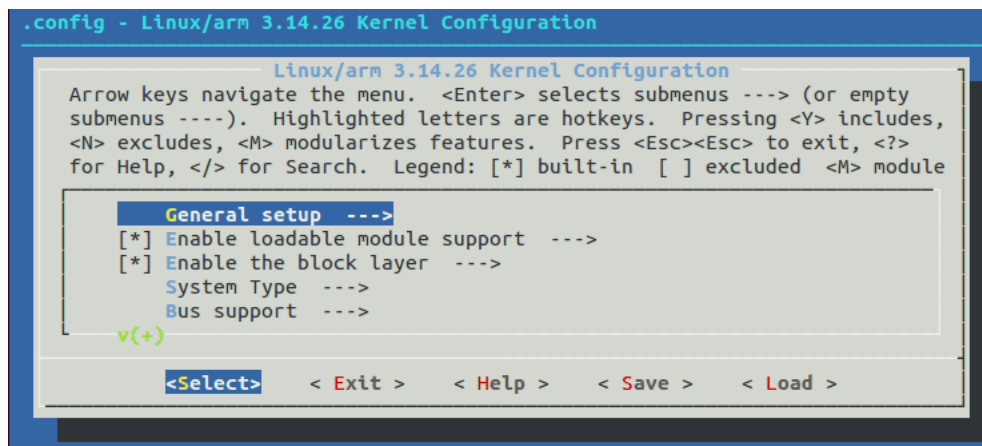 .config - Linux/arm 3.14.26 Kernel Configuration
Linux/arm 3.14.26 Kernel Configuration
Arrow keys navigate the menu.  <Enter> selects submenus ---> (or empty
submenus ----).  Highlighted letters are hotkeys.  Pressing <Y> includes,
<N> excludes, <M> modularizes features.  Press <Esc><Esc> to exit, <?>
for Help, </> for Search.  Legend: [*] built-in  [ ] excluded  <M> module
General setup  --->
[*] Enable loadable module support  --->
[*] Enable the block layer  --->
System Type  --->
Bus support  --->
v(+)
<Select>    < Exit >    < Help >    < Save >    < Load >